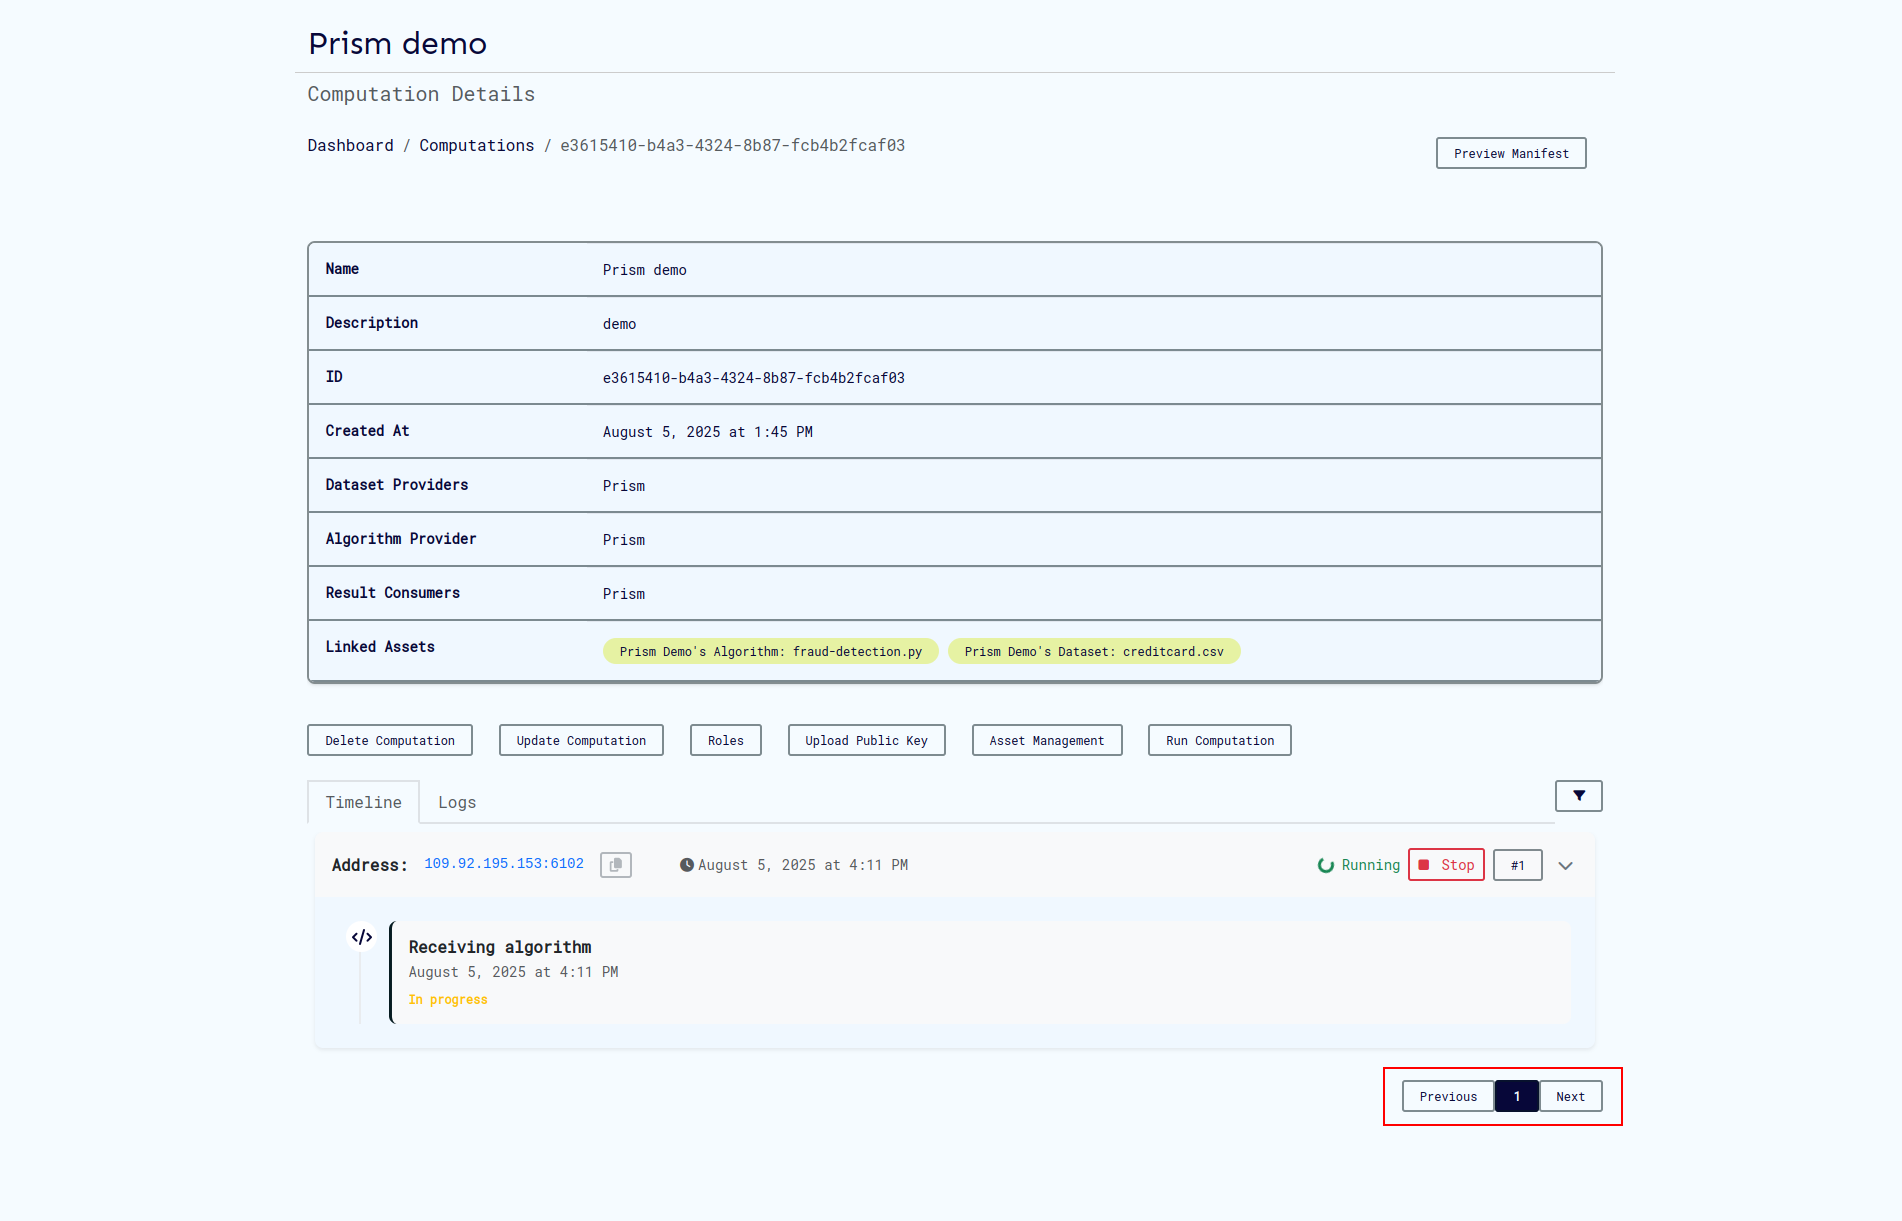 Prism demo
Computation Details
Dashboard / Computations / e3615410-b4a3-4324-8b87-fcb4b2fcaf03
Preview Manifest
Name Prism demo
Description demo
ID e3615410-b4a3-4324-8b87-fcb4b2fcaf03
Created At August 5, 2025 at 1:45 PM
Dataset Providers Prism
Algorithm Provider Prism
Result Consumers Prism
Linked Assets Prism Demo's Algorithm: fraud-detection.py Prism Demo's Dataset: creditcard.csv
Delete Computation Update Computation Roles Upload Public Key Asset Management Run Computation
Timeline Logs
Address: 109.92.195.153:6102 August 5, 2025 at 4:11 PM Running Stop #1
</> Receiving algorithm
August 5, 2025 at 4:11 PM
In progress
Previous 1 Next